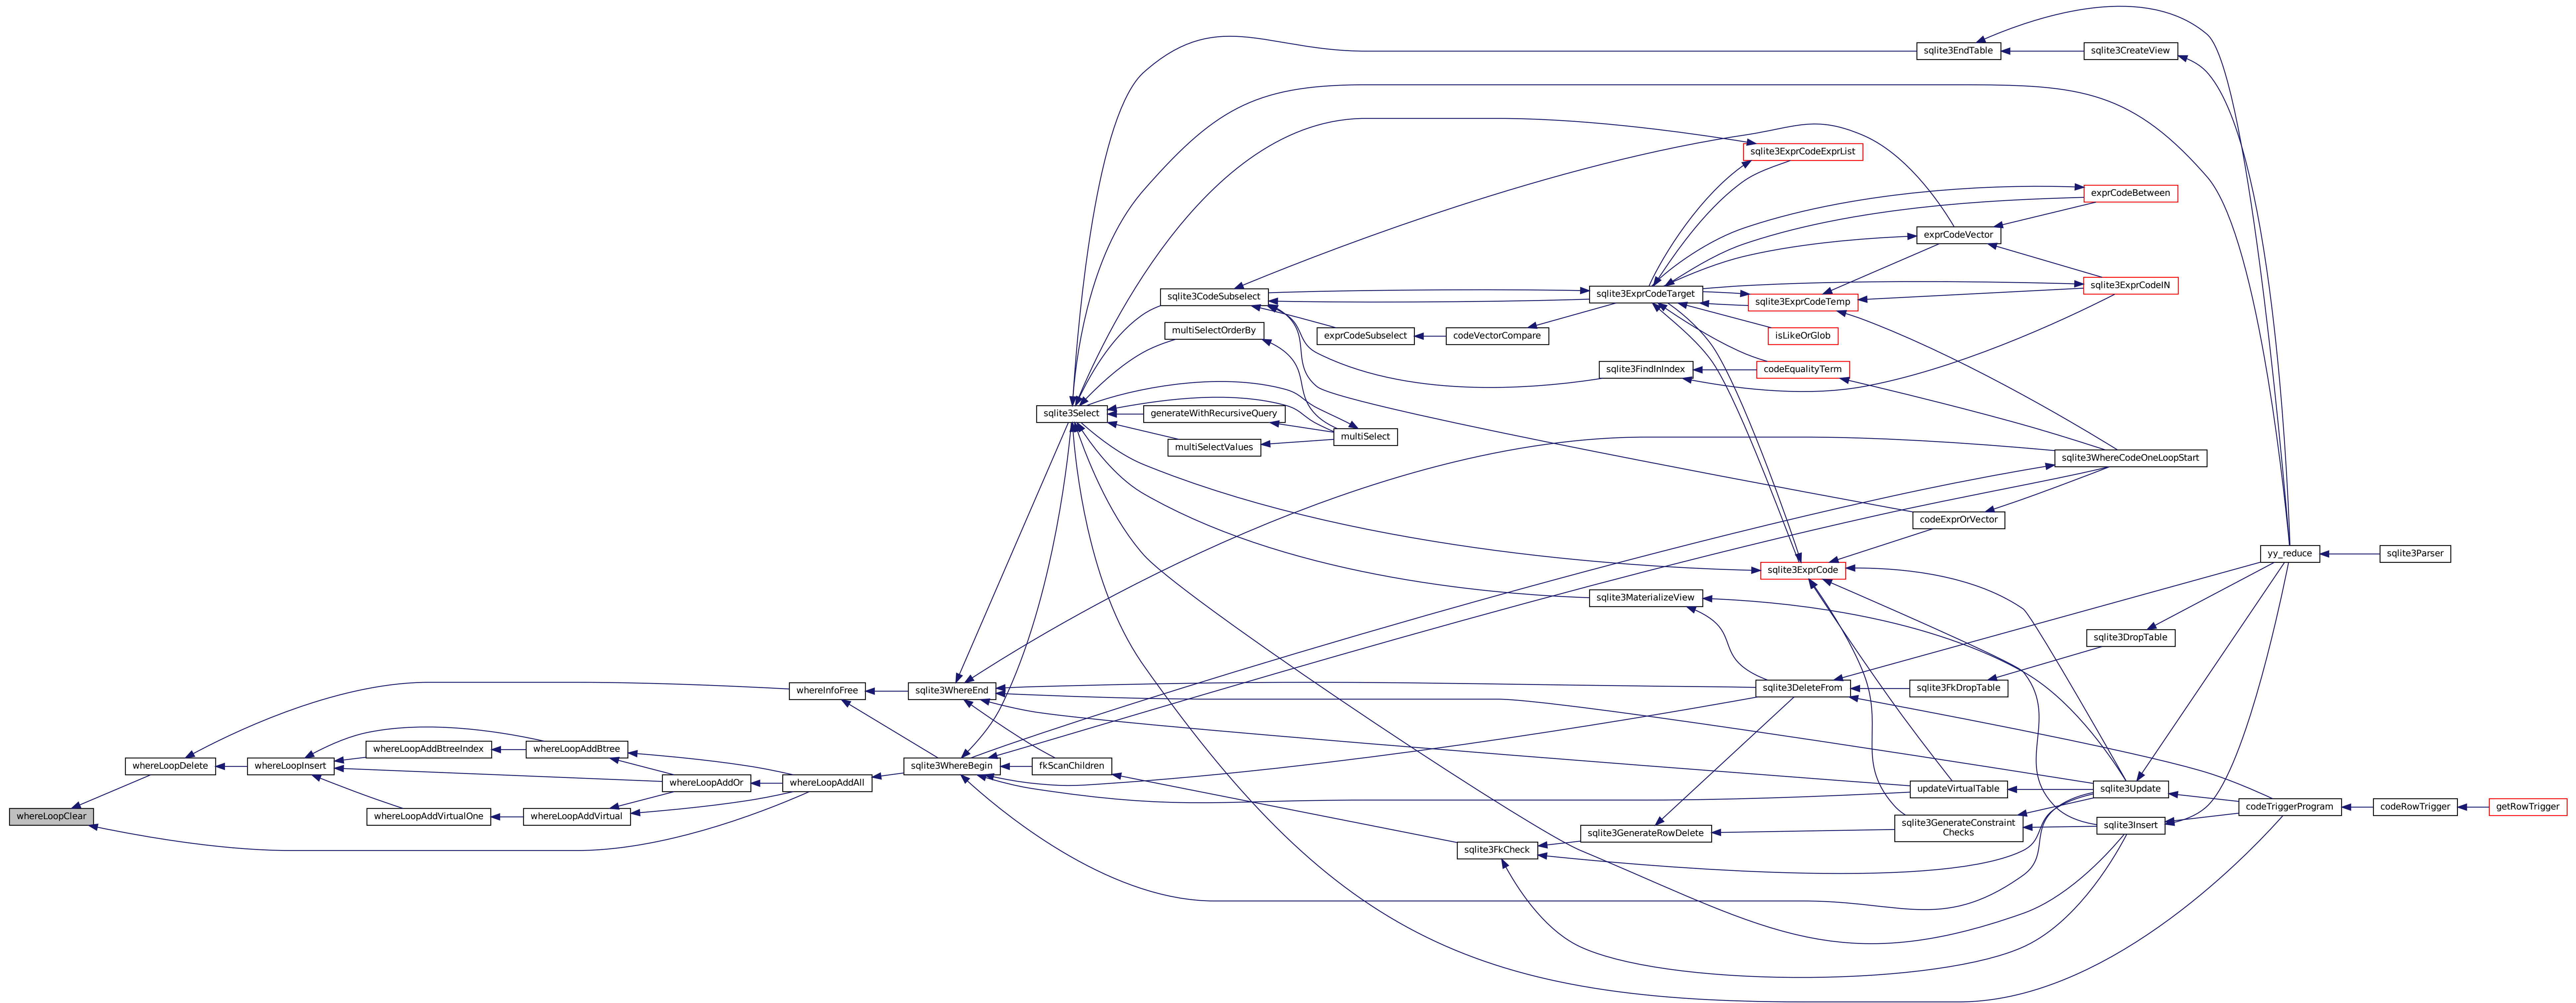 sqlite3EndTable
sqlite3CreateView
sqlite3ExprCodeExprList
exprCodeBetween
exprCodeVector
sqlite3ExprCodeIN
sqlite3CodeSubselect
sqlite3ExprCodeTarget
sqlite3ExprCodeTemp
multiSelectOrderBy
exprCodeSubselect
codeVectorCompare
isLikeOrGlob
sqlite3FindInIndex
codeEqualityTerm
sqlite3Select
generateWithRecursiveQuery
multiSelect
multiSelectValues
sqlite3WhereCodeOneLoopStart
codeExprOrVector
yy_reduce
sqlite3Parser
sqlite3ExprCode
sqlite3MaterializeView
sqlite3DropTable
whereInfoFree
sqlite3WhereEnd
sqlite3DeleteFrom
sqlite3FkDropTable
whereLoopAddBtreeIndex
whereLoopAddBtree
whereLoopDelete
whereLoopInsert
sqlite3WhereBegin
fkScanChildren
whereLoopAddOr
whereLoopAddAll
updateVirtualTable
sqlite3Update
whereLoopClear
whereLoopAddVirtualOne
whereLoopAddVirtual
codeTriggerProgram
codeRowTrigger
getRowTrigger
sqlite3GenerateRowDelete
sqlite3GenerateConstraint
Checks
sqlite3Insert
sqlite3FkCheck